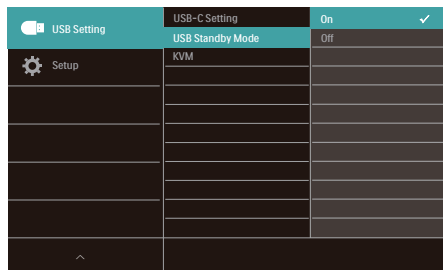 USB Setting
Setup
USB-C Setting
USB Standby Mode
KVM
On
Off